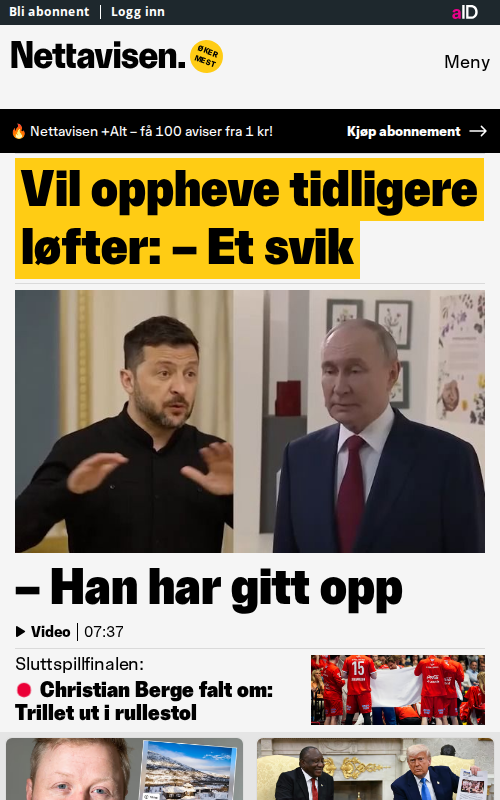 Bli abonnent
Logg inn
aID
Nettavisen.
ØKER
MEST
Meny
Nettavisen +Alt – få 100 aviser fra 1 kr!
Kjøp abonnement
Vil oppheve tidligere
løfter: – Et svik
– Han har gitt opp
Video
07:37
Sluttspillfinalen:
Christian Berge falt om:
Trillet ut i rullestol
15